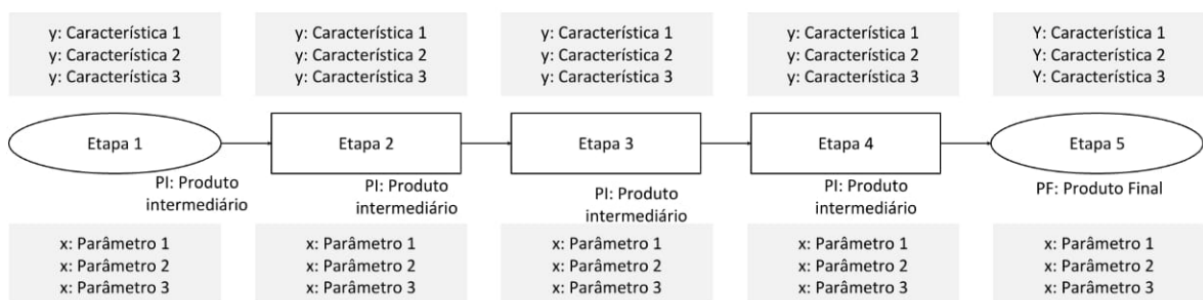 y: Característica 1
y: Característica 2
y: Característica 3
y: Característica 1
y: Característica 2
y: Característica 3
y: Característica 1
y: Característica 2
y: Característica 3
y: Característica 1
y: Característica 2
y: Característica 3
Y: Característica 1
Y: Característica 2
Y: Característica 3
Etapa 1
Etapa 2
Etapa 3
Etapa 4
Etapa 5
PI: Produto
intermediário
PI: Produto
intermediário
PI: Produto
intermediário
PI: Produto
intermediário
PF: Produto Final
x: Parâmetro 1
x: Parâmetro 2
x: Parâmetro 3
x: Parâmetro 1
x: Parâmetro 2
x: Parâmetro 3
x: Parâmetro 1
x: Parâmetro 2
x: Parâmetro 3
x: Parâmetro 1
x: Parâmetro 2
x: Parâmetro 3
x: Parâmetro 1
x: Parâmetro 2
x: Parâmetro 3